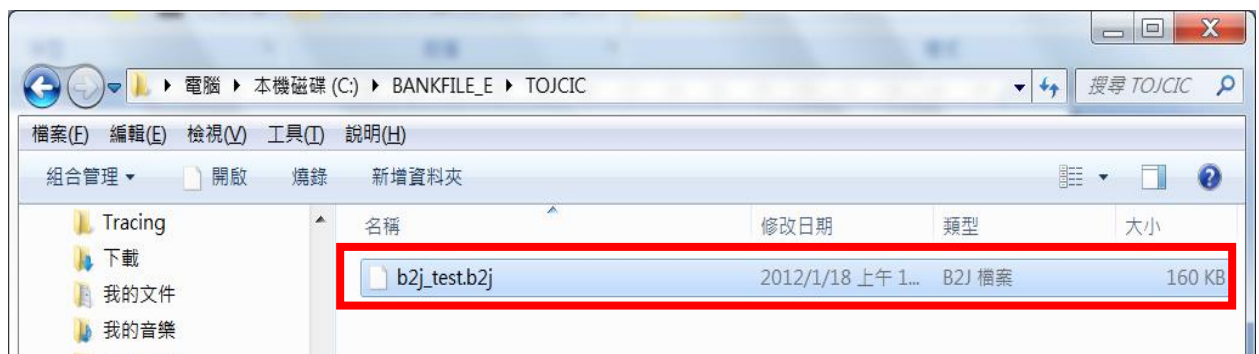 電腦 本機磁碟 (C:) BANKFILE_E TOJCIC 搜尋 TOJCIC
檔案(F) 編輯(E) 檢視(V) 工具(T) 說明(H)
組合管理 開啟 燒錄 新增資料夾
Tracing 名稱 修改日期 類型 大小
下載 b2j_test.b2j 2012/1/18 上午 1... B2J 檔案 160 KB
我的文件
我的音樂